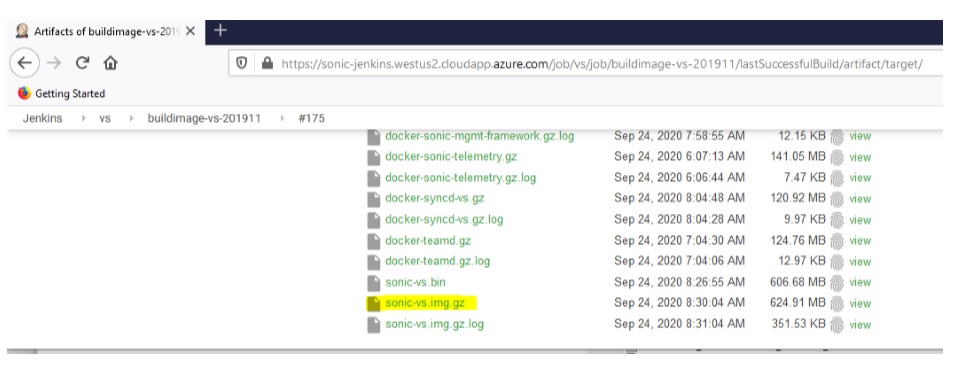 Artifacts of buildimage-vs-201
https://sonic-jenkins.westus2.cloudapp.azure.com/job/vs/job/buildimage-vs-201911/lastSuccessfulBuild/artifact/target/
Getting Started
Jenkins vs buildimage-vs-201911 #175
docker-sonic-mgmt-framework.gz.log Sep 24, 2020 7:58:55 AM 12.15 KB view
docker-sonic-telemetry.gz Sep 24, 2020 6:07:13 AM 141.05 MB view
docker-sonic-telemetry.gz.log Sep 24, 2020 6:06:44 AM 7.47 KB view
docker-syncd-vs.gz Sep 24, 2020 8:04:48 AM 120.92 MB view
docker-syncd-vs.gz.log Sep 24, 2020 8:04:28 AM 9.97 KB view
docker-teamd.gz Sep 24, 2020 7:04:30 AM 124.76 MB view
docker-teamd.gz.log Sep 24, 2020 7:04:06 AM 12.97 KB view
sonic-vs.bin Sep 24, 2020 8:26:55 AM 606.68 MB view
sonic-vs.img.gz Sep 24, 2020 8:30:04 AM 624.91 MB view
sonic-vs.img.gz.log Sep 24, 2020 8:31:04 AM 351.53 KB view